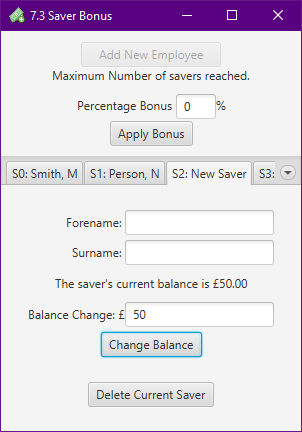 7.3 Saver Bonus
Add New Employee
Maximum Number of savers reached.
Percentage Bonus 0 %
Apply Bonus
S0: Smith, M S1: Person, N S2: New Saver S3:
Forename:
Surname:
The saver's current balance is £50.00
Balance Change: £ 50
Change Balance
Delete Current Saver